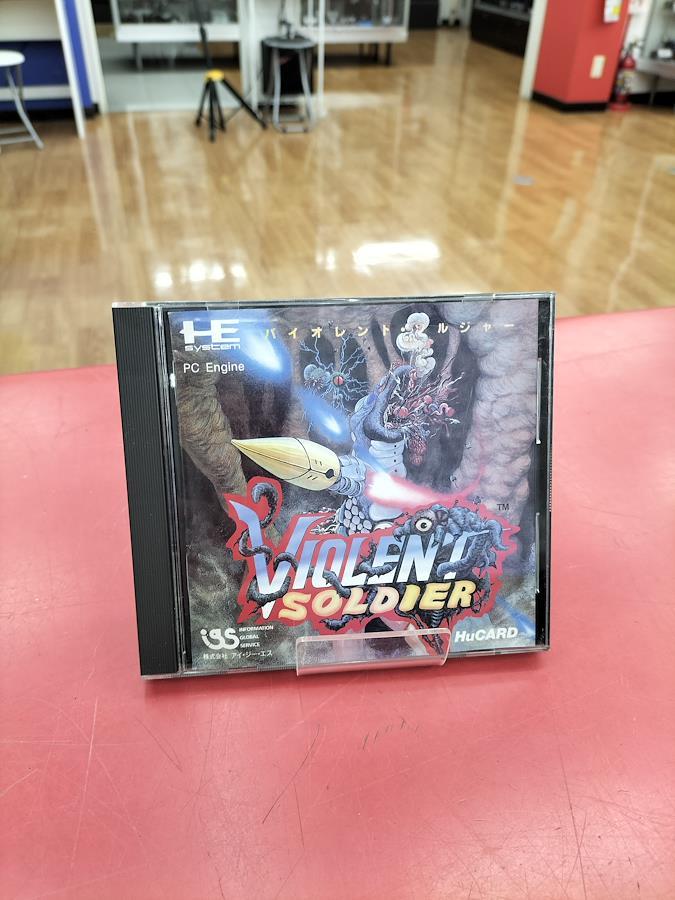 HE
system
PC Engine
バイオレント・ ルジャー
VIOLENT
SOLDIER
TM
iGS
INFORMATION
GLOBAL
SERVICE
株式会社 アイ・ジー・エス
HuCARD